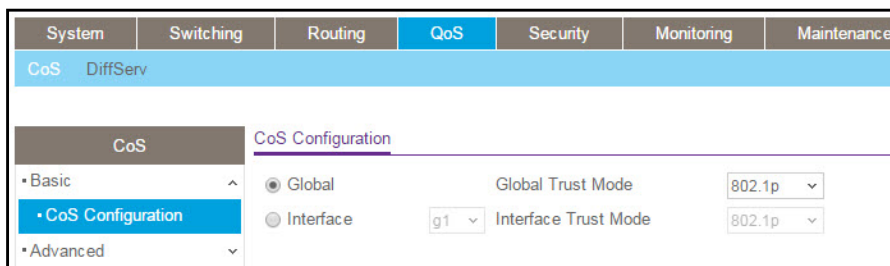 System Switching Routing QoS Security Monitoring Maintenance
CoS DiffServ
CoS CoS Configuration
Basic Global Global Trust Mode 802.1p
CoS Configuration Interface g1 Interface Trust Mode 802.1p
Advanced